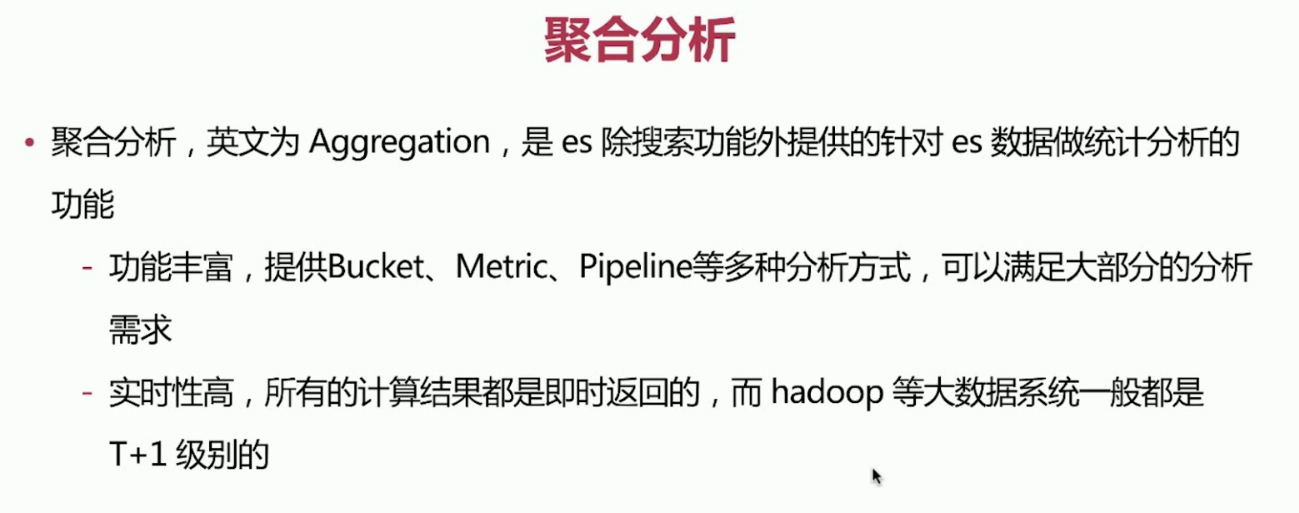 聚合分析
• 聚合分析，英文为 Aggregation，是 es 除搜索功能外提供的针对 es 数据做统计分析的
功能
- 功能丰富，提供Bucket、Metric、Pipeline等多种分析方式，可以满足大部分的分析
需求
- 实时性高，所有的计算结果都是即时返回的，而 hadoop 等大数据系统一般都是
T+1 级别的